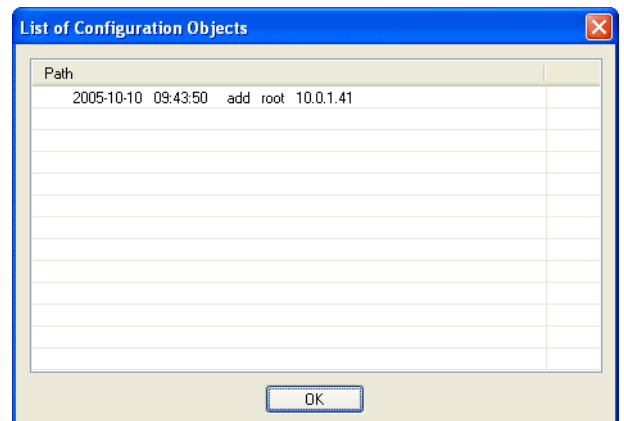 List of Configuration Objects
Path
2005-10-10 09:43:50 add root 10.0.1.41
OK